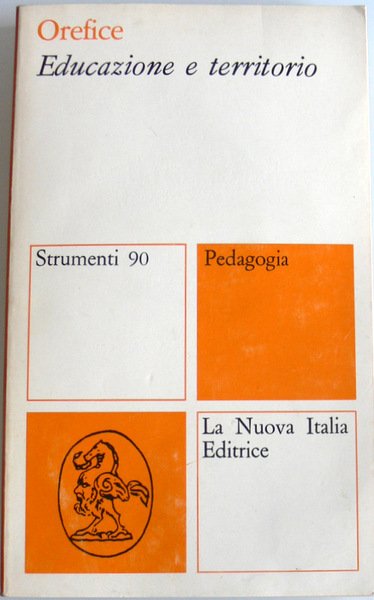 Orefice
Educazione e territorio
Strumenti 90
Pedagogia
La Nuova Italia
Editrice